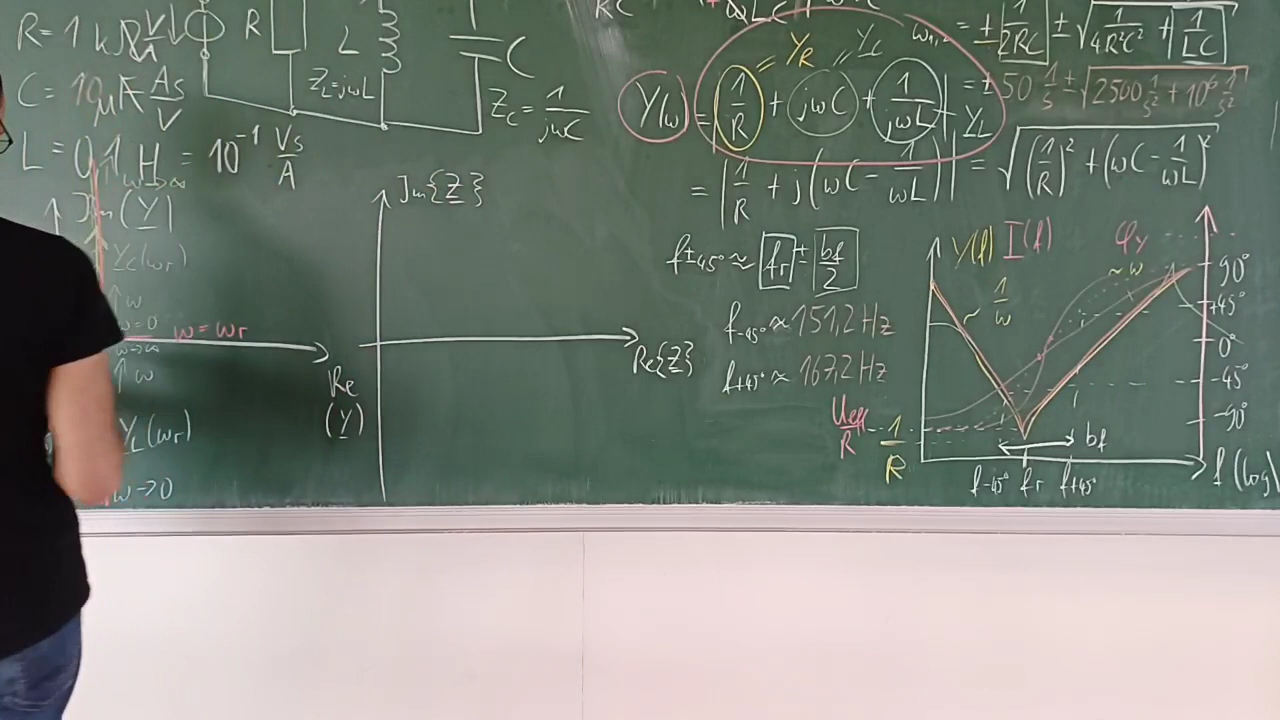 R = 1 kΩ V/A
R
L
C
Z_L = jωL
Z_C = 1/jωC
C = 10 µF As/V
L = 0,1 H = 10⁻¹ Vs/A
RC
ω→∞
Im(Y)
Y_C(ωr)
↑ω
ω=0
ω = ωr
ω→∞
↑ω
Re (Y)
Y_L(ωr)
ω→0
Im{Z}
Re{Z}
= ± 1/2RC ± √(1/4R²C² + 1/LC)
= Y_R
= Y_C
Y(ω) = |1/R + jωC + 1/jωL|
Y_L
= ± 50 1/s ± √(2500 1/s² + 10⁶ 1/s²)
= |1/R + j(ωC - 1/ωL)| = √((1/R)² + (ωC - 1/ωL)²)
f±45° ≈ fr ± bf/2
f-45° ≈ 151,2 Hz
f+45° ≈ 167,2 Hz
Y(f) I(f) φY
~ 1/ω
~ω
90°
+45°
0°
-45°
-90°
Ueff/R
1/R
bf
f-45° fr f+45°
f (log)